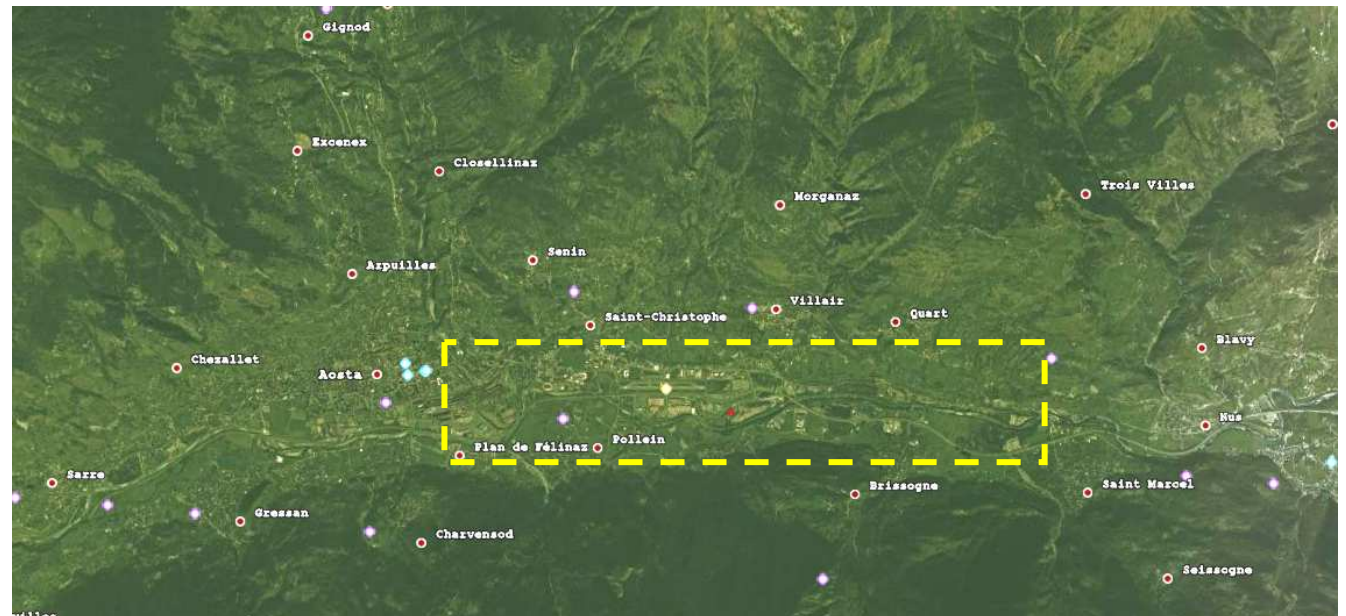 Gignod
Excenex
Closellinaz
Trois Villes
Morganaz
Senin
Arpuilles
Villair
Saint-Christophe
Quart
Blavy
Chezallet
Aosta
Nus
Plan de Félinaz
Pollein
Sarre
Brissogne
Saint Marcel
Gressan
Charvensod
Seissogne